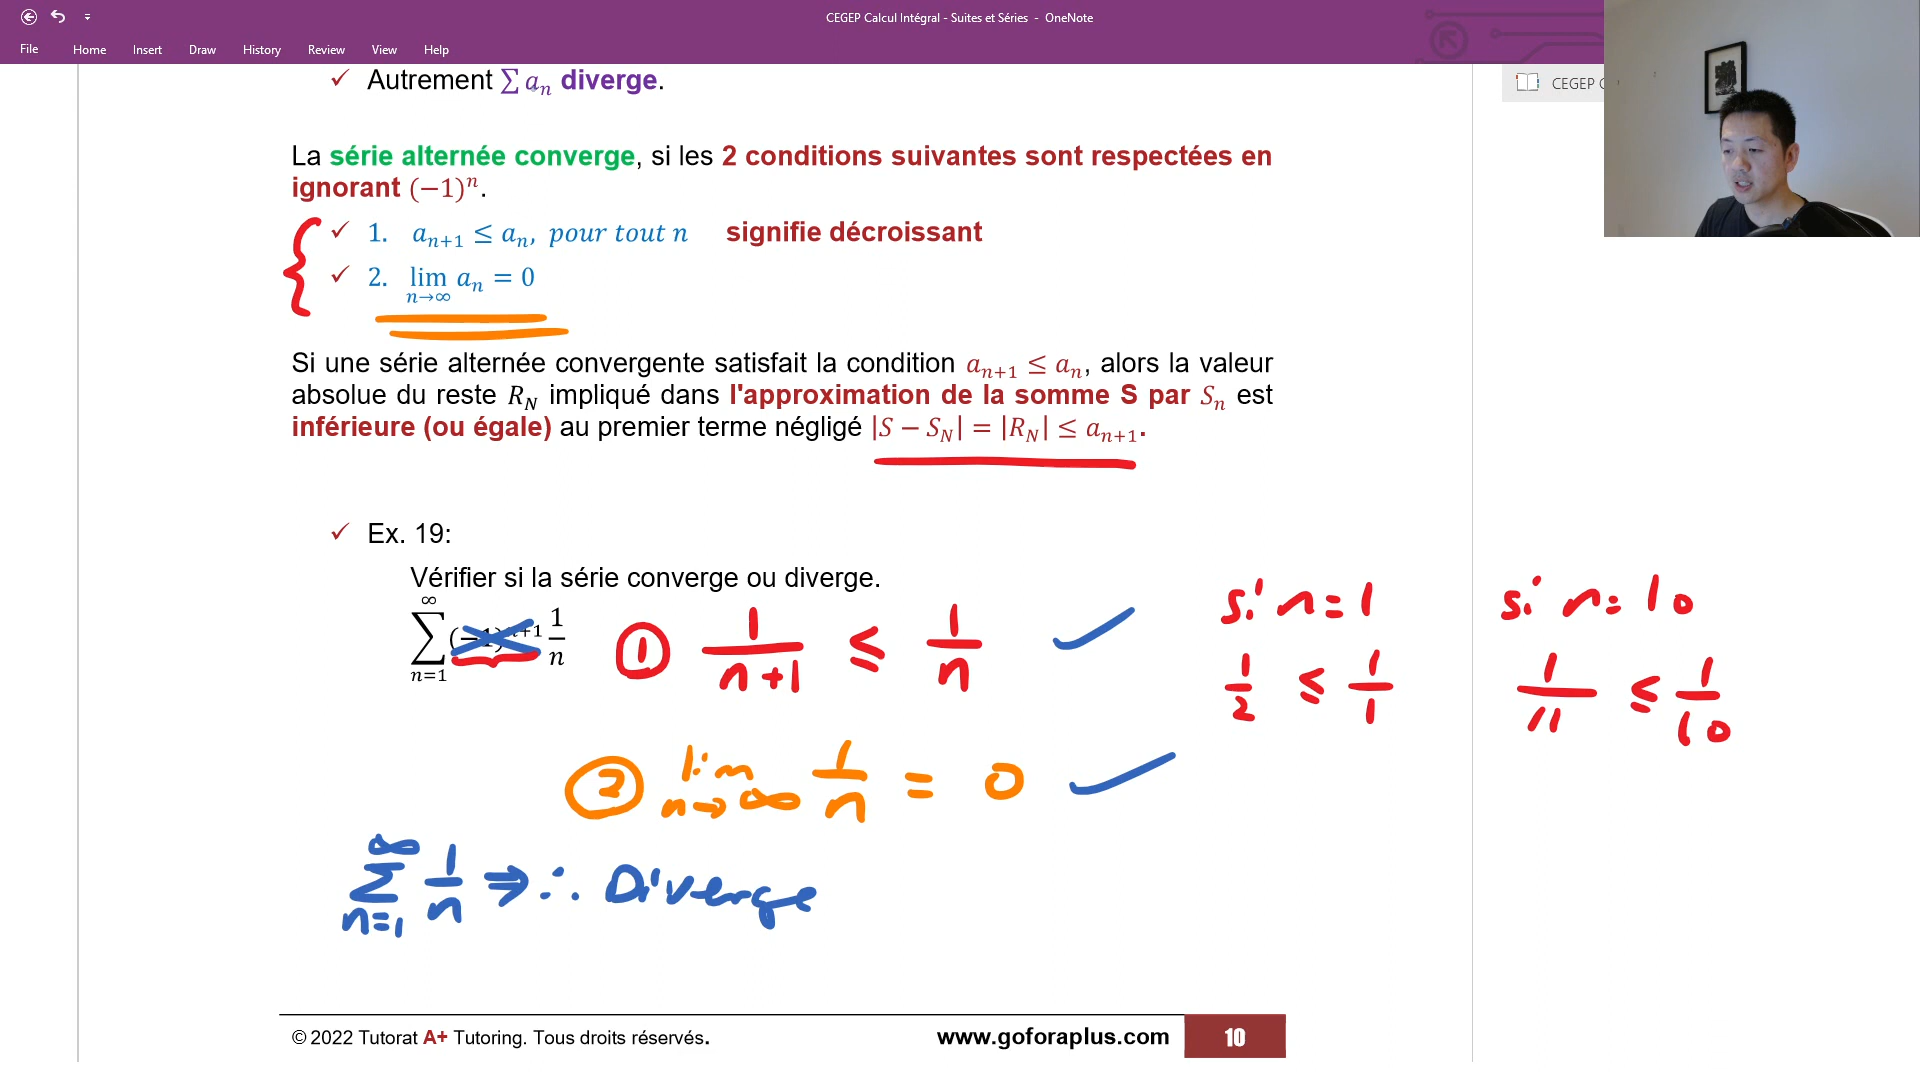 CEGEP Calcul Intégral - Suites et Séries - OneNote
File Home Insert Draw History Review View Help
CEGEP C
✓ Autrement ∑ aₙ diverge.
La série alternée converge, si les 2 conditions suivantes sont respectées en
ignorant (−1)ⁿ.
✓ 1. aₙ₊₁ ≤ aₙ, pour tout n signifie décroissant
✓ 2. lim n→∞ aₙ = 0
Si une série alternée convergente satisfait la condition aₙ₊₁ ≤ aₙ, alors la valeur
absolue du reste R_N impliqué dans l'approximation de la somme S par Sₙ est
inférieure (ou égale) au premier terme négligé |S − S_N| = |R_N| ≤ aₙ₊₁.
✓ Ex. 19:
Vérifier si la série converge ou diverge.
∑ n=1 ∞ (−1)ⁿ⁺¹ 1/n
① 1/(n+1) ≤ 1/n ✓
si n=1
1/2 ≤ 1/1
si n=10
1/11 ≤ 1/10
② lim n→∞ 1/n = 0 ✓
∑ n=1 ∞ 1/n ⇒ ∴ Diverge
© 2022 Tutorat A+ Tutoring. Tous droits réservés. www.goforaplus.com 10